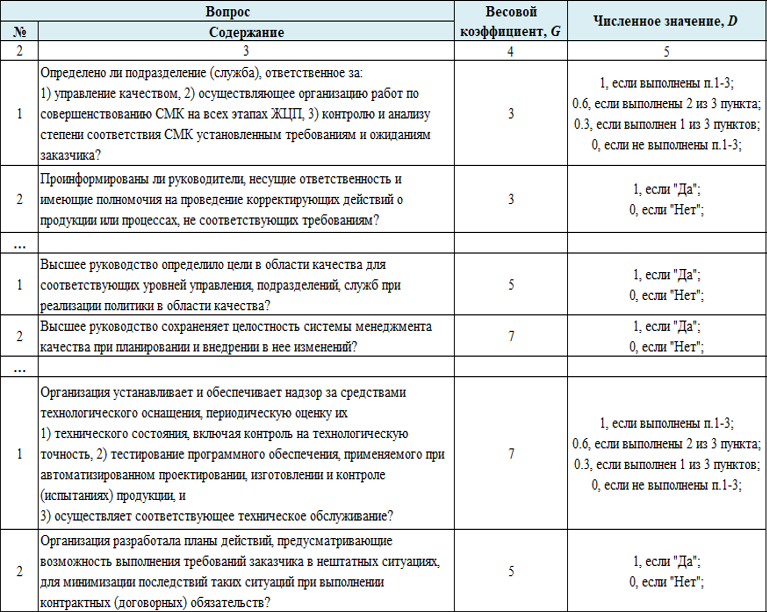 Вопрос
Весовой
коэффициент, G
Численное значение, D
№
Содержание
2
3
4
5
1
Определено ли подразделение (служба), ответственное за:
1) управление качеством, 2) осуществляющее организацию работ по
совершенствованию СМК на всех этапах ЖЦП, 3) контролю и анализу
степени соответствия СМК установленным требованиям и ожиданиям
заказчика?
3
1, если выполнены п.1-3;
0.6, если выполнены 2 из 3 пункта;
0.3, если выполнен 1 из 3 пунктов;
0, если не выполнены п.1-3;
2
Проинформированы ли руководители, несущие ответственность и
имеющие полномочия на проведение корректирующих действий о
продукции или процессах, не соответствующих требованиям?
3
1, если "Да";
0, если "Нет";
...
1
Высшее руководство определило цели в области качества для
соответствующих уровней управления, подразделений, служб при
реализации политики в области качества?
5
1, если "Да";
0, если "Нет";
2
Высшее руководство сохраненяет целостность системы менеджмента
качества при планировании и внедрении в нее изменений?
7
1, если "Да";
0, если "Нет";
...
1
Организация устанавливает и обеспечивает надзор за средствами
технологического оснащения, периодическую оценку их
1) технического состояния, включая контроль на технологическую
точность, 2) тестирование программного обеспечения, применяемого при
автоматизированном проектировании, изготовлении и контроле
(испытаниях) продукции, и
3) осуществляет соответствующее техническое обслуживание?
7
1, если выполнены п.1-3;
0.6, если выполнены 2 из 3 пункта;
0.3, если выполнен 1 из 3 пунктов;
0, если не выполнены п.1-3;
2
Организация разработала планы действий, предусматривающие
возможность выполнения требований заказчика в нештатных ситуациях,
для минимизации последствий таких ситуаций при выполнении
контрактных (договорных) обязательств?
5
1, если "Да";
0, если "Нет";